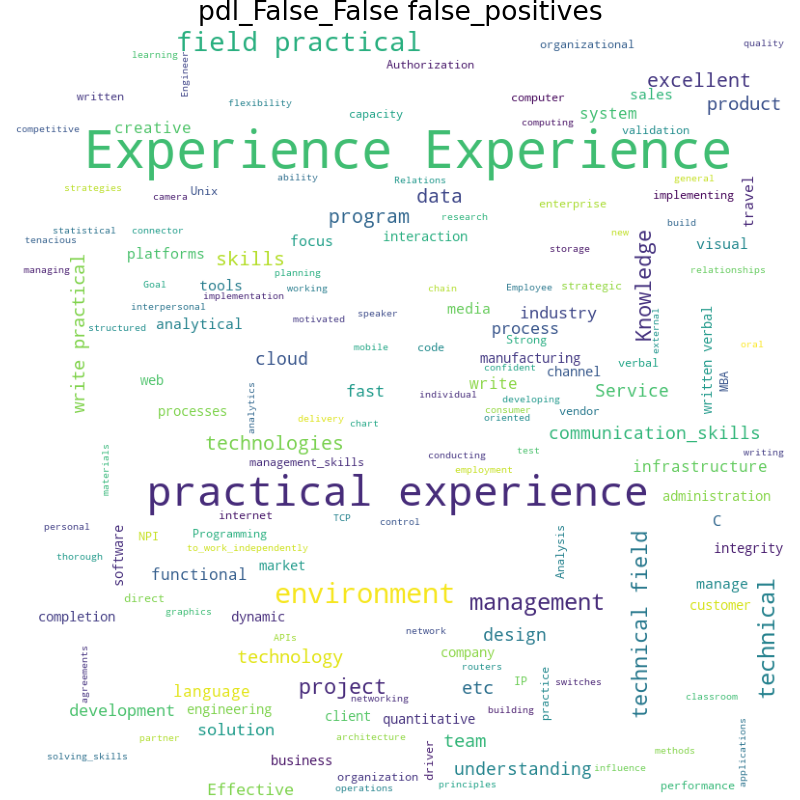 pdl_False_False false_positives
field practical
organizational
quality
learning
Engineer
Authorization
excellent
written
computer
sales
product
flexibility
capacity
system
competitive
creative
computing
validation
Experience Experience
ability
Relations
general
strategies
camera
Unix
data
implementing
travel
program
research
enterprise
build
statistical
connector
focus
interaction
new
tenacious
storage
Knowledge
visual
platforms
skills
managing
planning
relationships
Goal
tools
working
chain
Employee
strategic
implementation
interpersonal
write practical
media
industry
external
written verbal
structured
analytical
motivated
speaker
process
Strong
oral
mobile
code
cloud
manufacturing
confident
channel
verbal
MBA
web
fast
write
Service
individual
developing
analytics
processes
consumer
oriented
vendor
delivery
chart
communication_skills
technologies
test
writing
conducting
management_skills
employment
infrastructure
materials
practical experience
administration
internet
TCP
control
C
personal
NPI
Programming
software
to_work_independently
Analysis
technical field
integrity
thorough
market
functional
manage
technical
environment
management
direct
customer
graphics
completion
dynamic
network
design
APIs
company
technology
routers
agreements
project
etc
IP
practice
switches
language
networking
classroom
development
engineering
building
client
quantitative
solution
partner
architecture
team
applications
solving_skills
methods
business
driver
understanding
influence
organization
Effective
operations
principles
performance